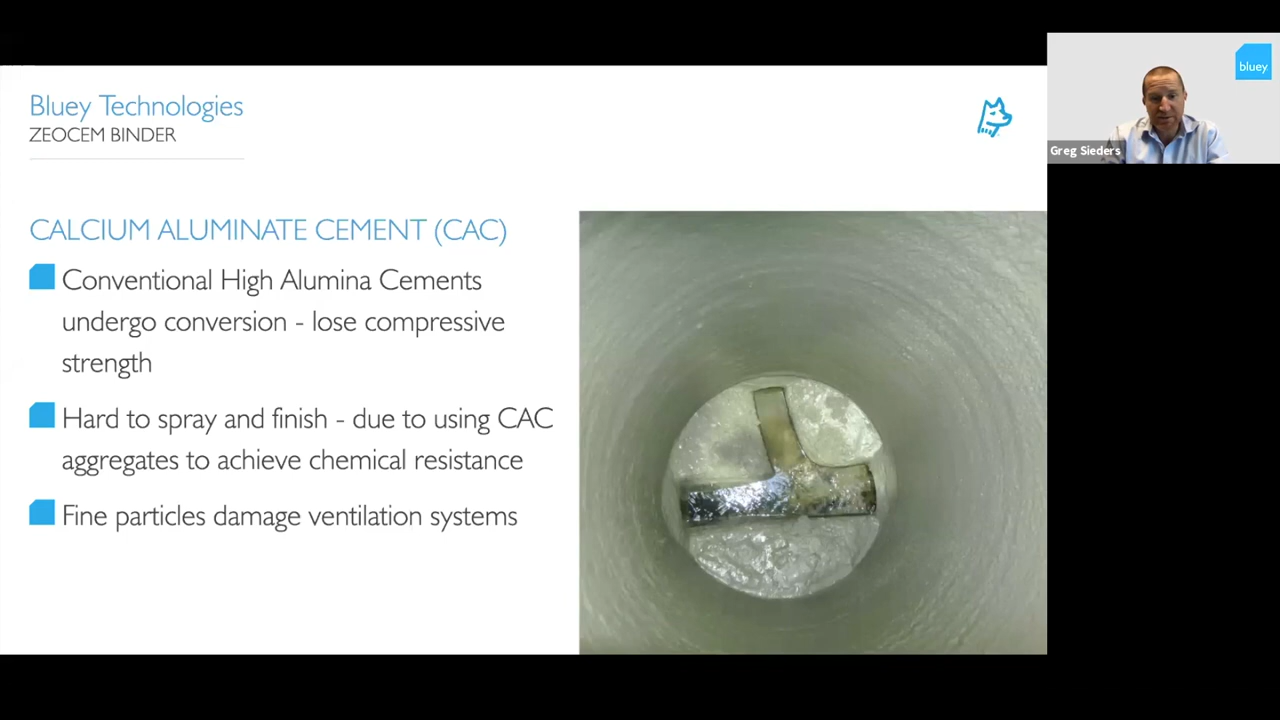 Bluey Technologies
ZEOCEM BINDER
CALCIUM ALUMINATE CEMENT (CAC)
Conventional High Alumina Cements
undergo conversion - lose compressive
strength
Hard to spray and finish - due to using CAC
aggregates to achieve chemical resistance
Fine particles damage ventilation systems
bluey
Greg Sieders